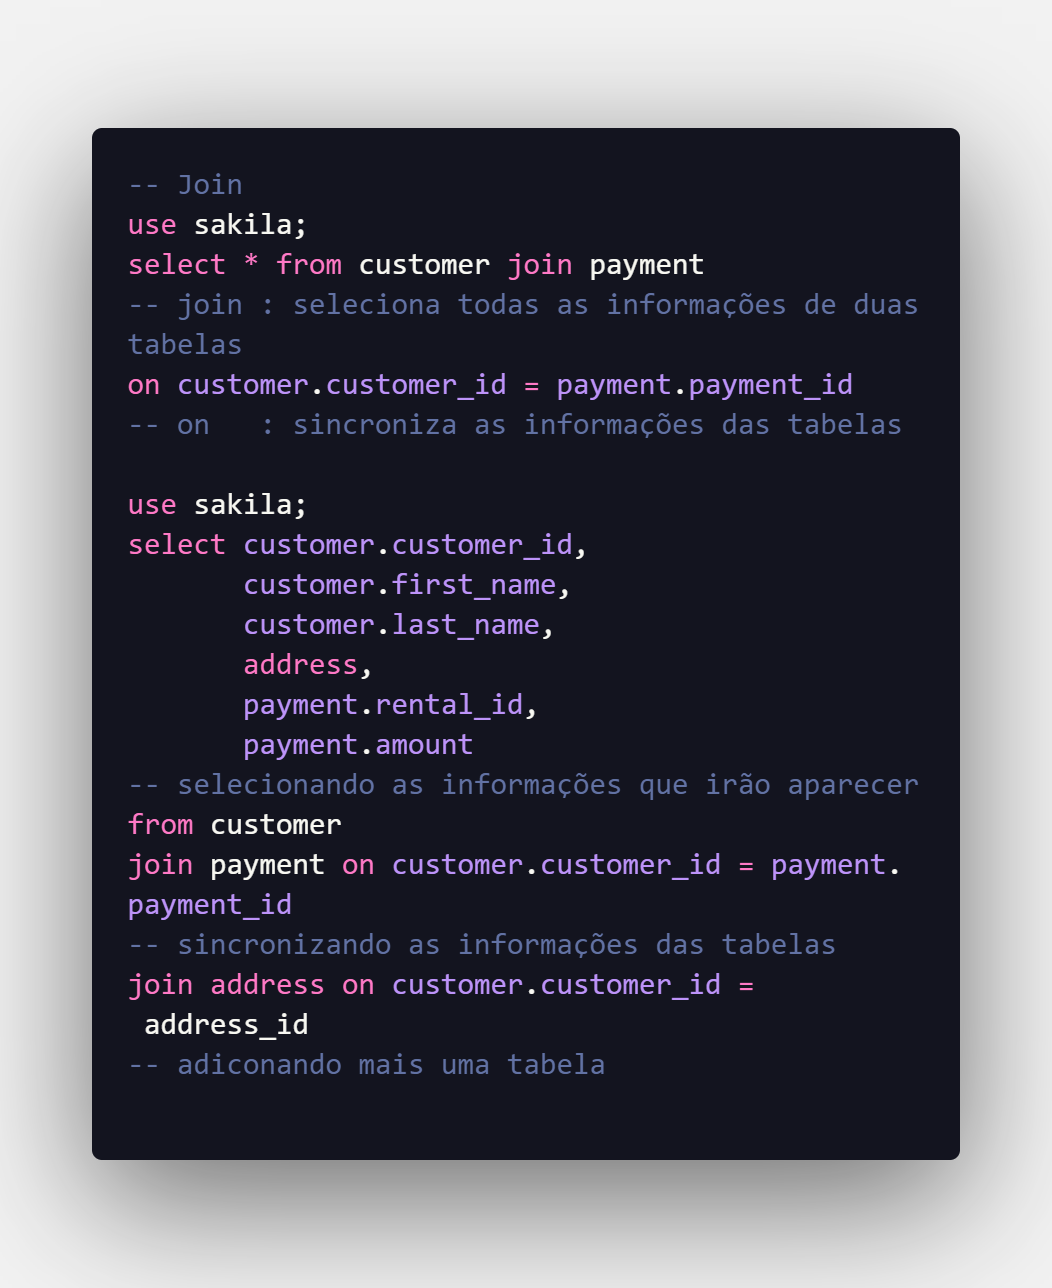 -- Join
use sakila;
select * from customer join payment
-- join : seleciona todas as informações de duas
tabelas
on customer.customer_id = payment.payment_id
-- on   : sincroniza as informações das tabelas

use sakila;
select customer.customer_id,
       customer.first_name,
       customer.last_name,
       address,
       payment.rental_id,
       payment.amount
-- selecionando as informações que irão aparecer
from customer
join payment on customer.customer_id = payment.
payment_id
-- sincronizando as informações das tabelas
join address on customer.customer_id =
 address_id
-- adiconando mais uma tabela